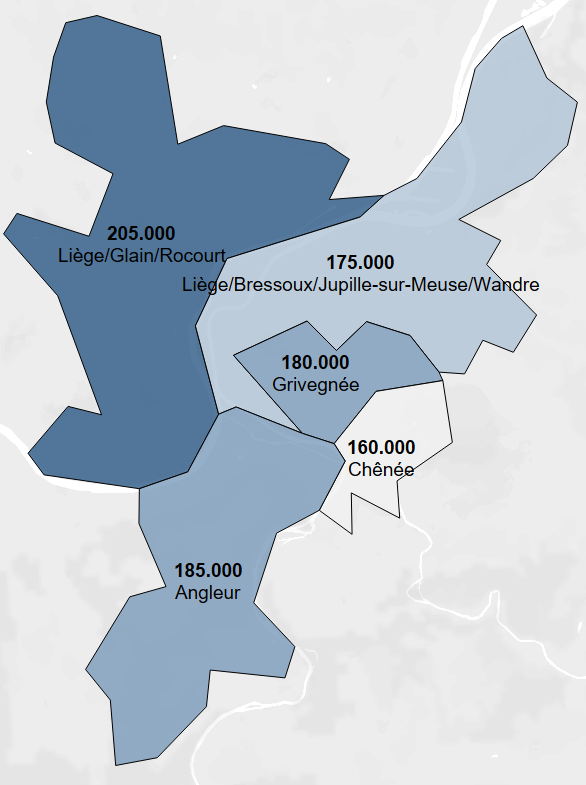 205.000
Liège/Glain/Rocourt
175.000
Liège/Bressoux/Jupille-sur-Meuse/Wandre
180.000
Grivegnée
160.000
Chênée
185.000
Angleur